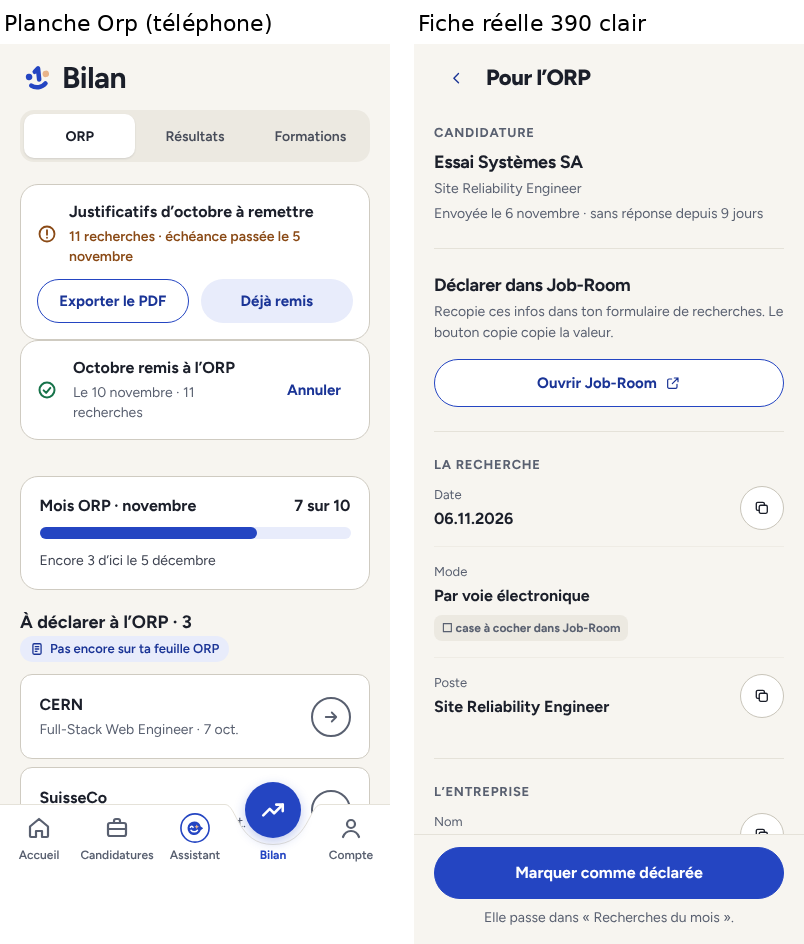 Planche Orp (téléphone)
Bilan
ORP
Résultats
Formations
Justificatifs d’octobre à remettre
11 recherches · échéance passée le 5
novembre
Exporter le PDF
Déjà remis
Octobre remis à l’ORP
Le 10 novembre · 11
recherches
Annuler
Mois ORP · novembre
7 sur 10
Encore 3 d’ici le 5 décembre
À déclarer à l’ORP · 3
Pas encore sur ta feuille ORP
CERN
Full-Stack Web Engineer · 7 oct.
SuisseCo
Accueil
Candidatures
Assistant
Bilan
Compte
Fiche réelle 390 clair
Pour l’ORP
CANDIDATURE
Essai Systèmes SA
Site Reliability Engineer
Envoyée le 6 novembre · sans réponse depuis 9 jours
Déclarer dans Job-Room
Recopie ces infos dans ton formulaire de recherches. Le
bouton copie copie la valeur.
Ouvrir Job-Room
LA RECHERCHE
Date
06.11.2026
Mode
Par voie électronique
☐ case à cocher dans Job-Room
Poste
Site Reliability Engineer
L’ENTREPRISE
Nom
Marquer comme déclarée
Elle passe dans « Recherches du mois ».